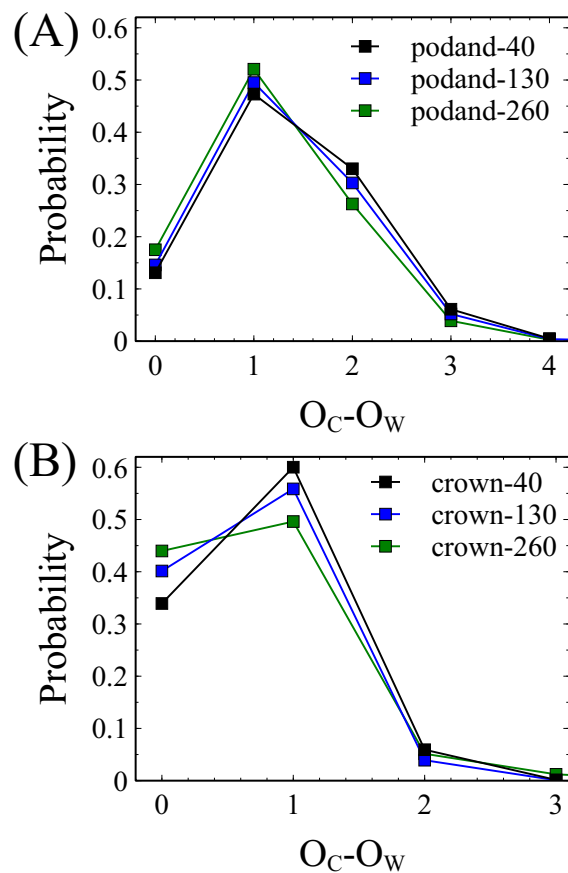 (A)
0.6
0.5
0.4
0.3
0.2
0.1
0
Probability
podand-40
podand-130
podand-260
0 1 2 3 4
O_C-O_W
(B)
0.6
0.5
0.4
0.3
0.2
0.1
0
Probability
crown-40
crown-130
crown-260
0 1 2 3
O_C-O_W